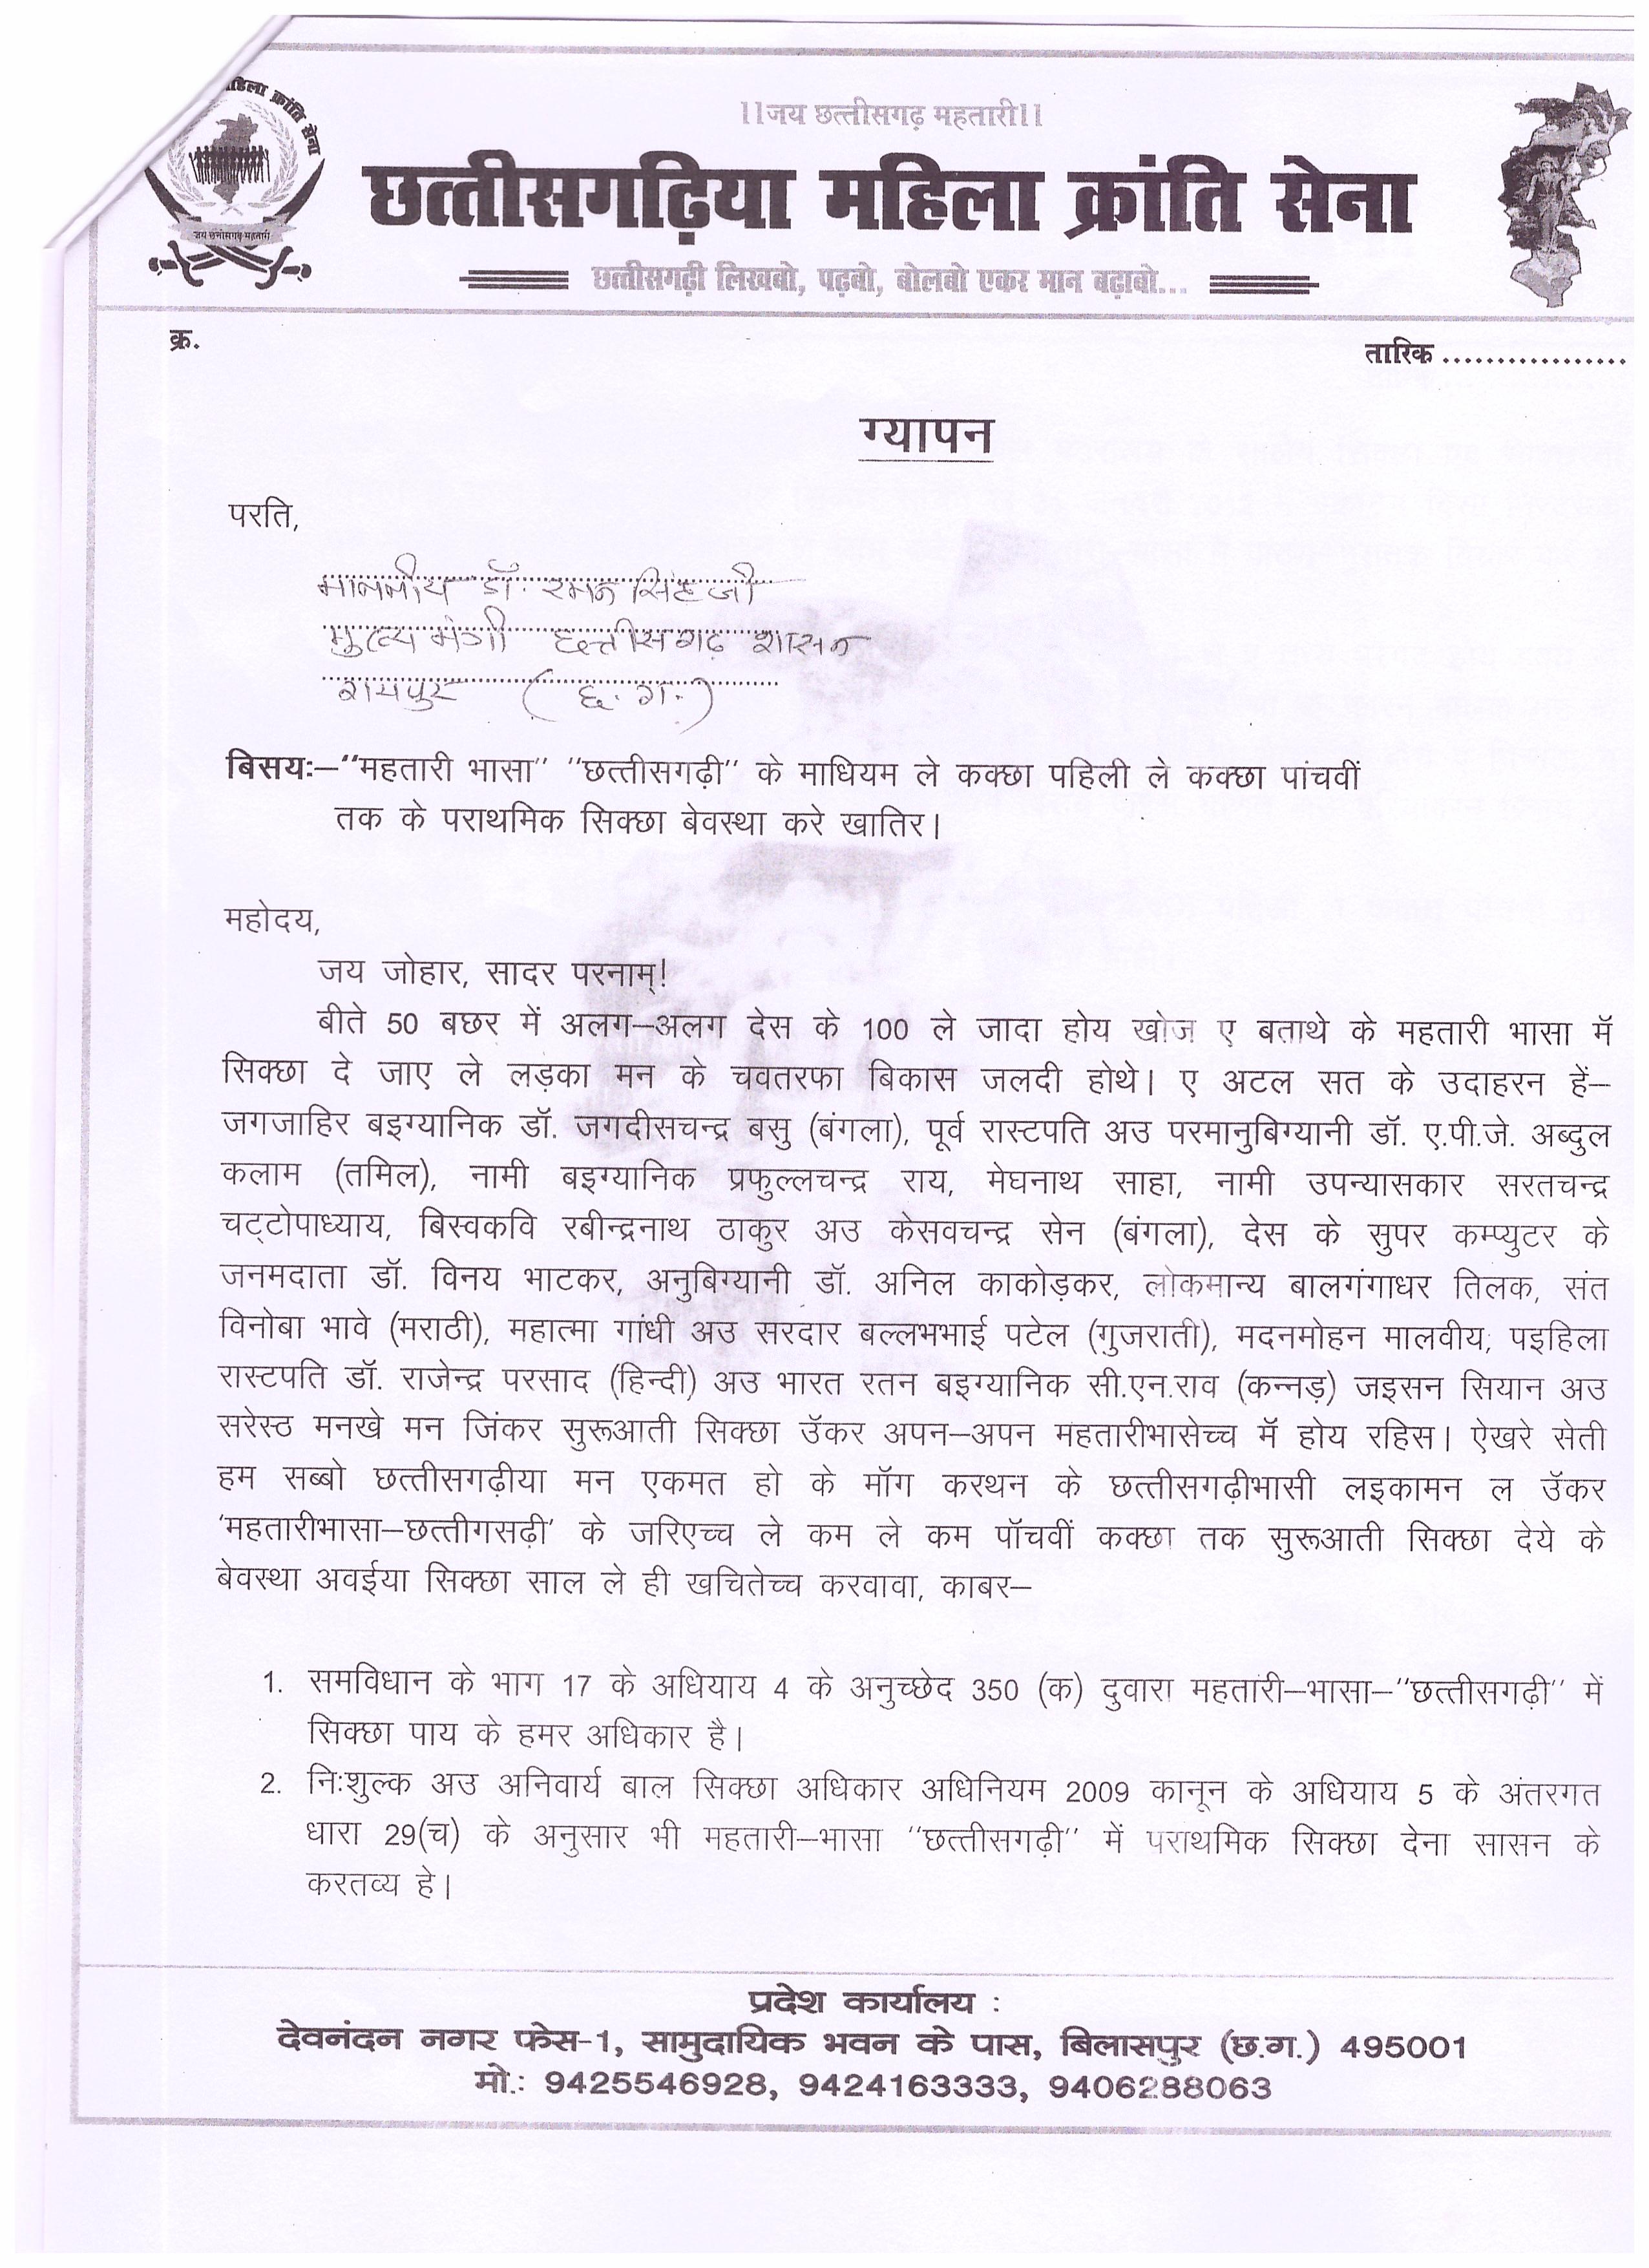 महिला क्रांति सेना
जय छत्तीसगढ़ महतारी
।।जय छत्तीसगढ़ महतारी।।
छत्तीसगढ़िया महिला क्रांति सेना
छत्तीसगढ़ी लिखबो, पढ़बो, बोलबो एकर मान बढ़ाबो...
क्र.
तारिक .................
ग्यापन
परति,
माननीय डॉ. रमन सिंह जी
मुख्य मंत्री छत्तीसगढ़ शासन
रायपुर (छ.ग.)
बिसयः–“महतारी भासा” “छत्तीसगढ़ी” के माधियम ले कक्छा पहिली ले कक्छा पांचवीं
तक के पराथमिक सिक्छा बेवस्था करे खातिर।
महोदय,
जय जोहार, सादर परनाम्!
बीते 50 बछर में अलग–अलग देस के 100 ले जादा होय खोज ए बताथे के महतारी भासा मॅ
सिक्छा दे जाए ले लड़का मन के चवतरफा बिकास जलदी होथे। ए अटल सत के उदाहरन हें–
जगजाहिर बइग्यानिक डॉ. जगदीसचन्द्र बसु (बंगला), पूर्व रास्टपति अउ परमानुबिग्यानी डॉ. ए.पी.जे. अब्दुल
कलाम (तमिल), नामी बइग्यानिक प्रफुल्लचन्द्र राय, मेघनाथ साहा, नामी उपन्यासकार सरतचन्द्र
चट्टोपाध्याय, बिस्वकवि रबीन्द्रनाथ ठाकुर अउ केसवचन्द्र सेन (बंगला), देस के सुपर कम्प्युटर के
जनमदाता डॉ. विनय भाटकर, अनुबिग्यानी डॉ. अनिल काकोड़कर, लोकमान्य बालगंगाधर तिलक, संत
विनोबा भावे (मराठी), महात्मा गांधी अउ सरदार बल्लभभाई पटेल (गुजराती), मदनमोहन मालवीय, पइहिला
रास्टपति डॉ. राजेन्द्र परसाद (हिन्दी) अउ भारत रतन बइग्यानिक सी.एन.राव (कन्नड़) जइसन सियान अउ
सरेस्ठ मनखे मन जिंकर सुरूआती सिक्छा उॅकर अपन–अपन महतारीभासेच्च मॅ होय रहिस। ऐखरे सेती
हम सब्बो छत्तीसगढ़ीया मन एकमत हो के मॉग करथन के छत्तीसगढ़ीभासी लइकामन ल उॅकर
'महतारीभासा–छत्तीगसढ़ी' के जरिएच्च ले कम ले कम पॉचवीं कक्छा तक सुरूआती सिक्छा देये के
बेवस्था अवईया सिक्छा साल ले ही खचितेच्च करवावा, काबर–
1. समविधान के भाग 17 के अधियाय 4 के अनुच्छेद 350 (क) दुवारा महतारी–भासा–“छत्तीसगढ़ी” में
सिक्छा पाय के हमर अधिकार है।
2. निःशुल्क अउ अनिवार्य बाल सिक्छा अधिकार अधिनियम 2009 कानून के अधियाय 5 के अंतरगत
धारा 29(च) के अनुसार भी महतारी–भासा “छत्तीसगढ़ी” में पराथमिक सिक्छा देना सासन के
करतव्य हे।
प्रदेश कार्यालय :
देवनंदन नगर फेस-1, सामुदायिक भवन के पास, बिलासपुर (छ.ग.) 495001
मो.: 9425546928, 9424163333, 9406288063